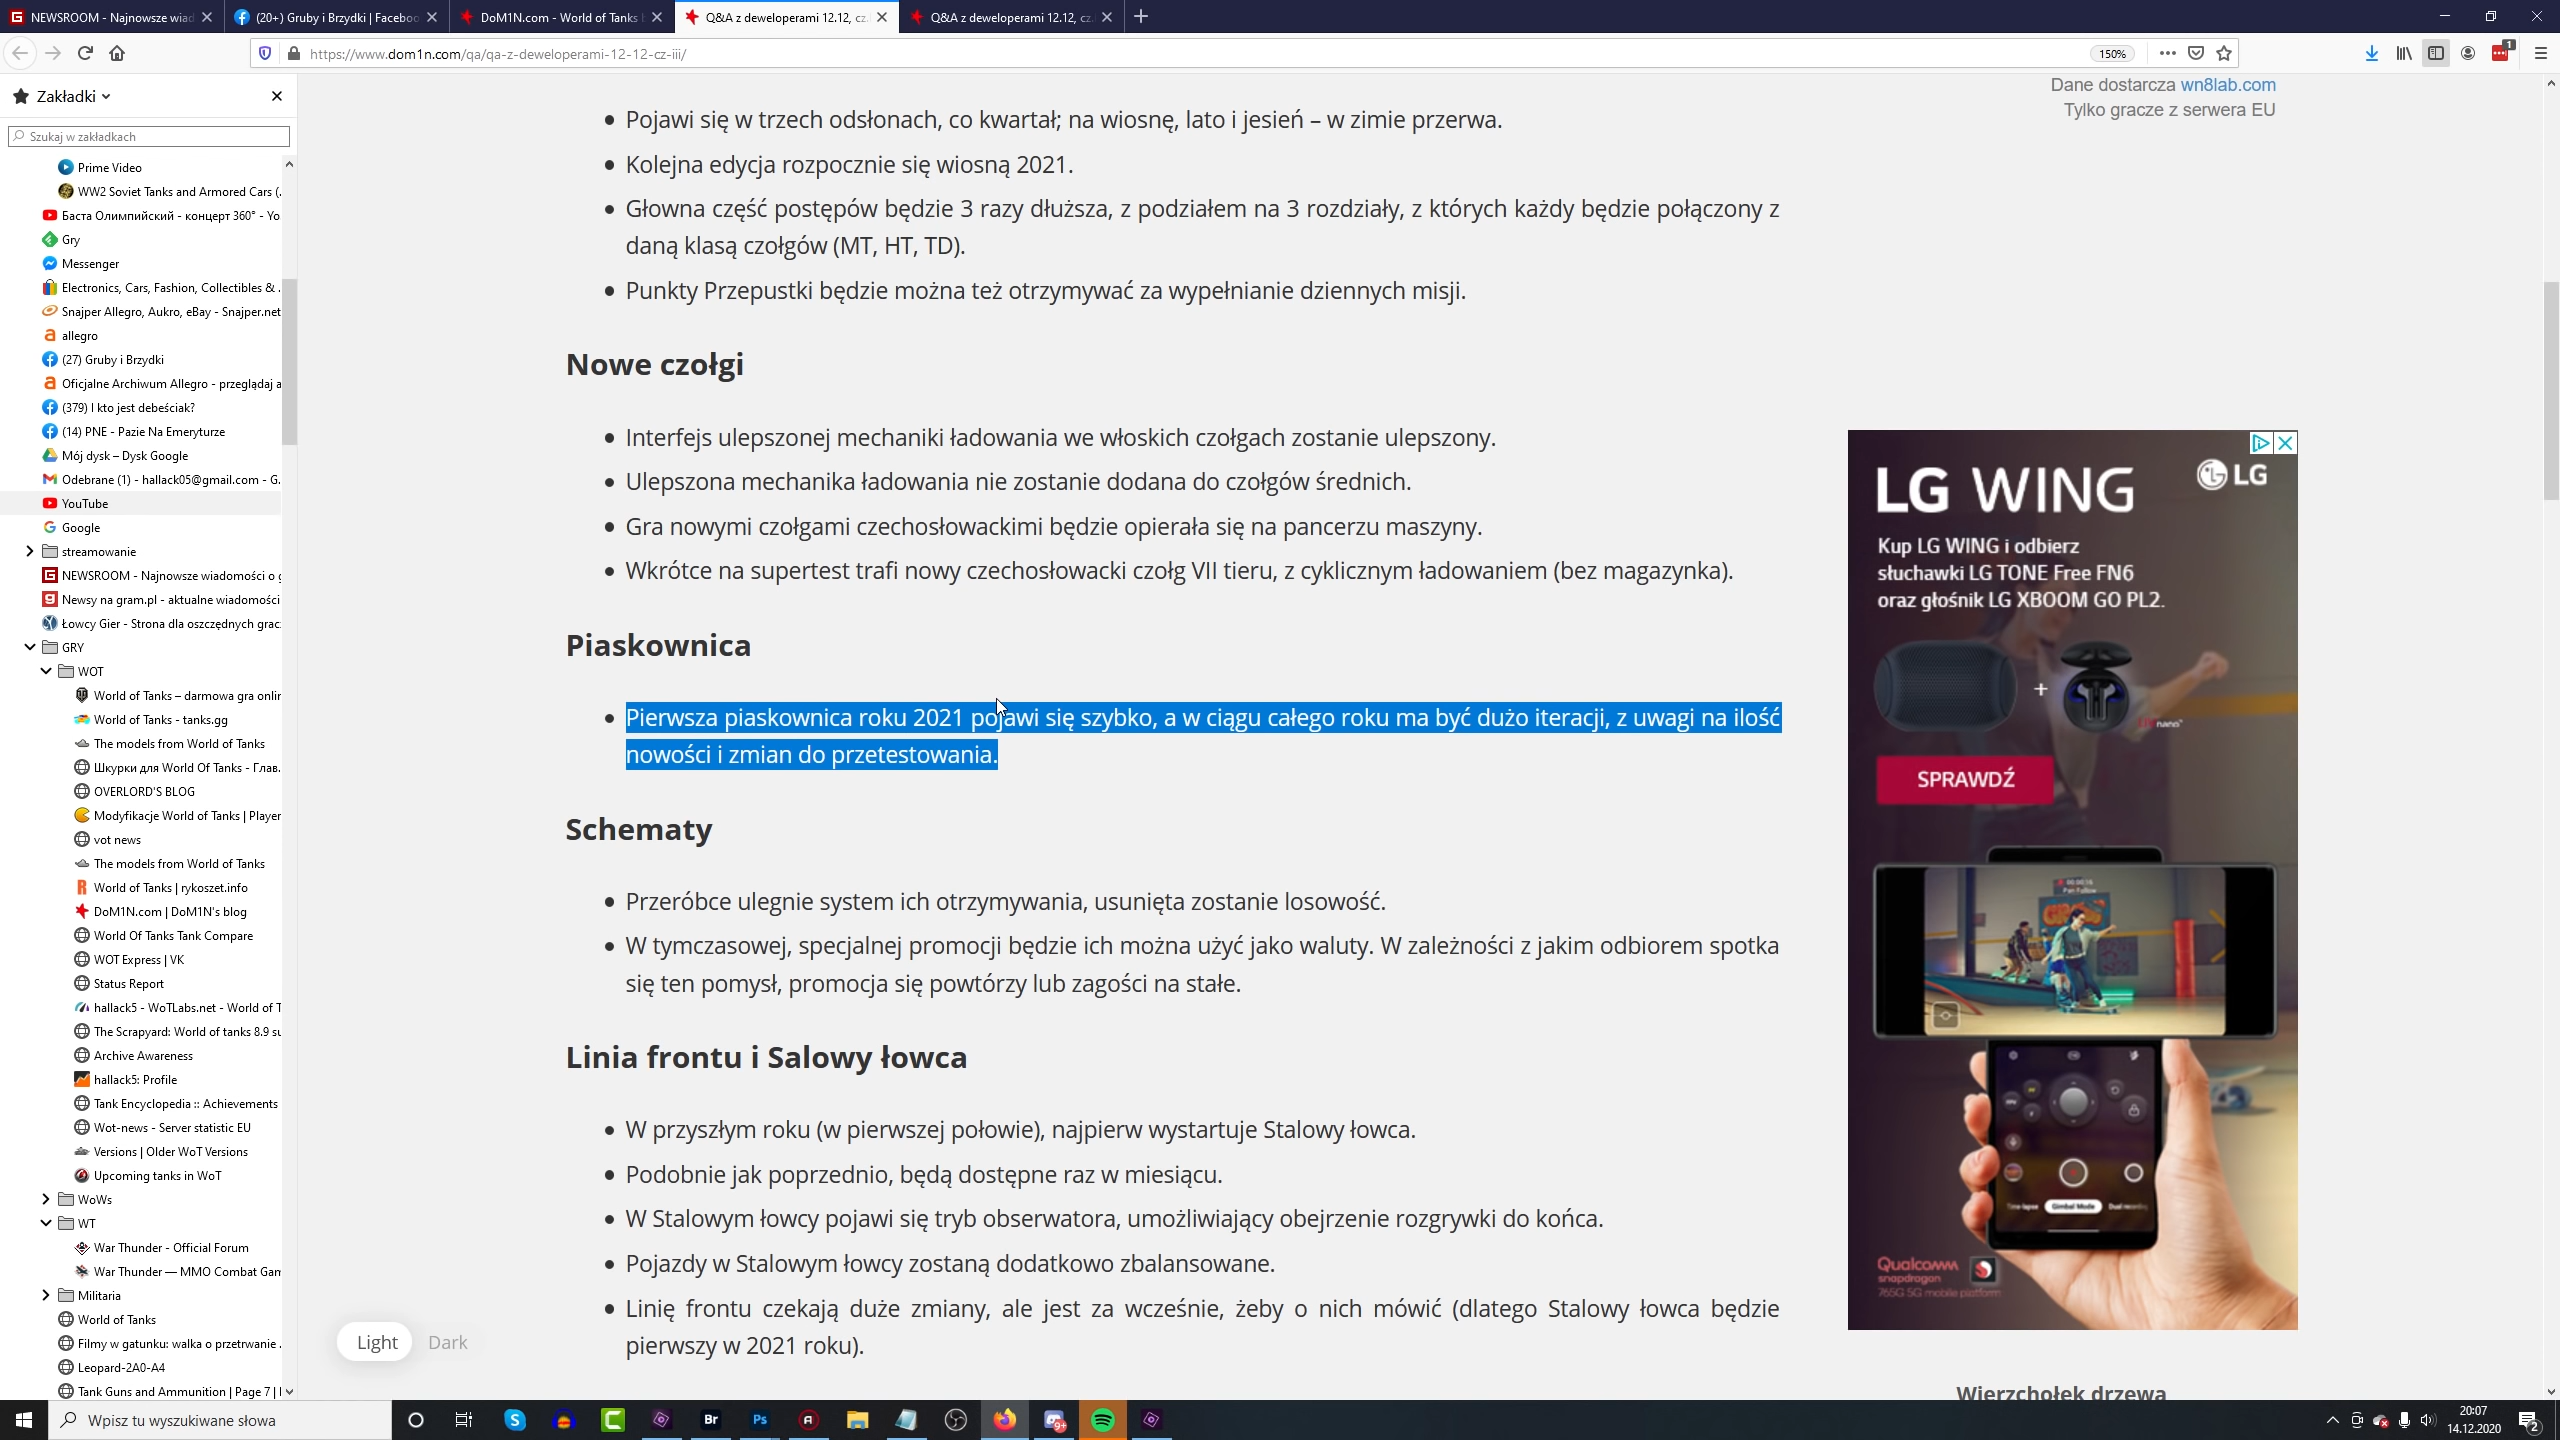 NEWSROOM - Najnowsze wiad
(20+) Gruby i Brzydki | Faceboo
DoM1N.com - World of Tanks
Q&A z deweloperami 12.12, cz.
Q&A z deweloperami 12.12, cz.
https://www.dom1n.com/qa/qa-z-deweloperami-12-12-cz-iii/
150%
1
Zakładki
Szukaj w zakładkach
Prime Video
WW2 Soviet Tanks and Armored Cars (.
Баста Олимпийский - концерт 360° - Yo
Gry
Messenger
Electronics, Cars, Fashion, Collectibles & .
Snajper Allegro, Aukro, eBay - Snajper.net
allegro
(27) Gruby i Brzydki
Oficjalne Archiwum Allegro - przeglądaj a
(379) I kto jest debeściak?
(14) PNE - Pazie Na Emeryturze
Mój dysk – Dysk Google
Odebrane (1) - hallack05@gmail.com - G.
YouTube
Google
streamowanie
NEWSROOM - Najnowsze wiadomości o g
Newsy na gram.pl - aktualne wiadomości
Łowcy Gier - Strona dla oszczędnych grac
GRY
WOT
World of Tanks – darmowa gra onlin
World of Tanks - tanks.gg
The models from World of Tanks
Шкурки для World Of Tanks - Глав.
OVERLORD'S BLOG
Modyfikacje World of Tanks | Player
vot news
The models from World of Tanks
World of Tanks | rykoszet.info
DoM1N.com | DoM1N's blog
World Of Tanks Tank Compare
WOT Express | VK
Status Report
hallack5 - WoTLabs.net - World of T
The Scrapyard: World of tanks 8.9 su
Archive Awareness
hallack5: Profile
Tank Encyclopedia :: Achievements
Wot-news - Server statistic EU
Versions | Older WoT Versions
Upcoming tanks in WoT
WoWs
WT
War Thunder - Official Forum
War Thunder — MMO Combat Gam
Militaria
World of Tanks
Filmy w gatunku: walka o przetrwanie .
Leopard-2A0-A4
Tank Guns and Ammunition | Page 7 |
Dane dostarcza wn8lab.com
Tylko gracze z serwera EU
Pojawi się w trzech odsłonach, co kwartał; na wiosnę, lato i jesień – w zimie przerwa.
Kolejna edycja rozpocznie się wiosną 2021.
Głowna część postępów będzie 3 razy dłuższa, z podziałem na 3 rozdziały, z których każdy będzie połączony z
daną klasą czołgów (MT, HT, TD).
Punkty Przepustki będzie można też otrzymywać za wypełnianie dziennych misji.
Nowe czołgi
Interfejs ulepszonej mechaniki ładowania we włoskich czołgach zostanie ulepszony.
Ulepszona mechanika ładowania nie zostanie dodana do czołgów średnich.
Gra nowymi czołgami czechosłowackimi będzie opierała się na pancerzu maszyny.
Wkrótce na supertest trafi nowy czechosłowacki czołg VII tieru, z cyklicznym ładowaniem (bez magazynka).
Piaskownica
Pierwsza piaskownica roku 2021 pojawi się szybko, a w ciągu całego roku ma być dużo iteracji, z uwagi na ilość
nowości i zmian do przetestowania.
Schematy
Przeróbce ulegnie system ich otrzymywania, usunięta zostanie losowość.
W tymczasowej, specjalnej promocji będzie ich można użyć jako waluty. W zależności z jakim odbiorem spotka
się ten pomysł, promocja się powtórzy lub zagości na stałe.
Linia frontu i Salowy łowca
W przyszłym roku (w pierwszej połowie), najpierw wystartuje Stalowy łowca.
Podobnie jak poprzednio, będą dostępne raz w miesiącu.
W Stalowym łowcy pojawi się tryb obserwatora, umożliwiający obejrzenie rozgrywki do końca.
Pojazdy w Stalowym łowcy zostaną dodatkowo zbalansowane.
Linię frontu czekają duże zmiany, ale jest za wcześnie, żeby o nich mówić (dlatego Stalowy łowca będzie
pierwszy w 2021 roku).
Light Dark
LG WING
LG
Kup LG WING i odbierz
słuchawki LG TONE Free FN6
oraz głośnik LG XBOOM GO PL2.
+
SPRAWDŹ
Gimbal Mode
Qualcomm
snapdragon
765G 5G mobile platform
Wierzchołek drzewa
Wpisz tu wyszukiwane słowa
Br
Ps
9+
20:07
14.12.2020
2